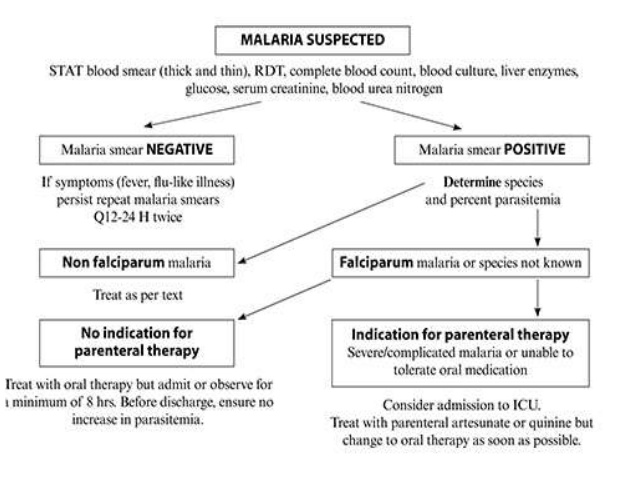 MALARIA SUSPECTED
STAT blood smear (thick and thin), RDT, complete blood count, blood culture, liver enzymes,
glucose, serum creatinine, blood urea nitrogen
Malaria smear NEGATIVE
If symptoms (fever, flu-like illness)
persist repeat malaria smears
Q12-24 H twice
Malaria smear POSITIVE
Determine species
and percent parasitemia
Non falciparum malaria
Treat as per text
Falciparum malaria or species not known
No indication for
parenteral therapy
Treat with oral therapy but admit or observe for
a minimum of 8 hrs. Before discharge, ensure no
increase in parasitemia.
Indication for parenteral therapy
Severe/complicated malaria or unable to
tolerate oral medication
Consider admission to ICU.
Treat with parenteral artesunate or quinine but
change to oral therapy as soon as possible.